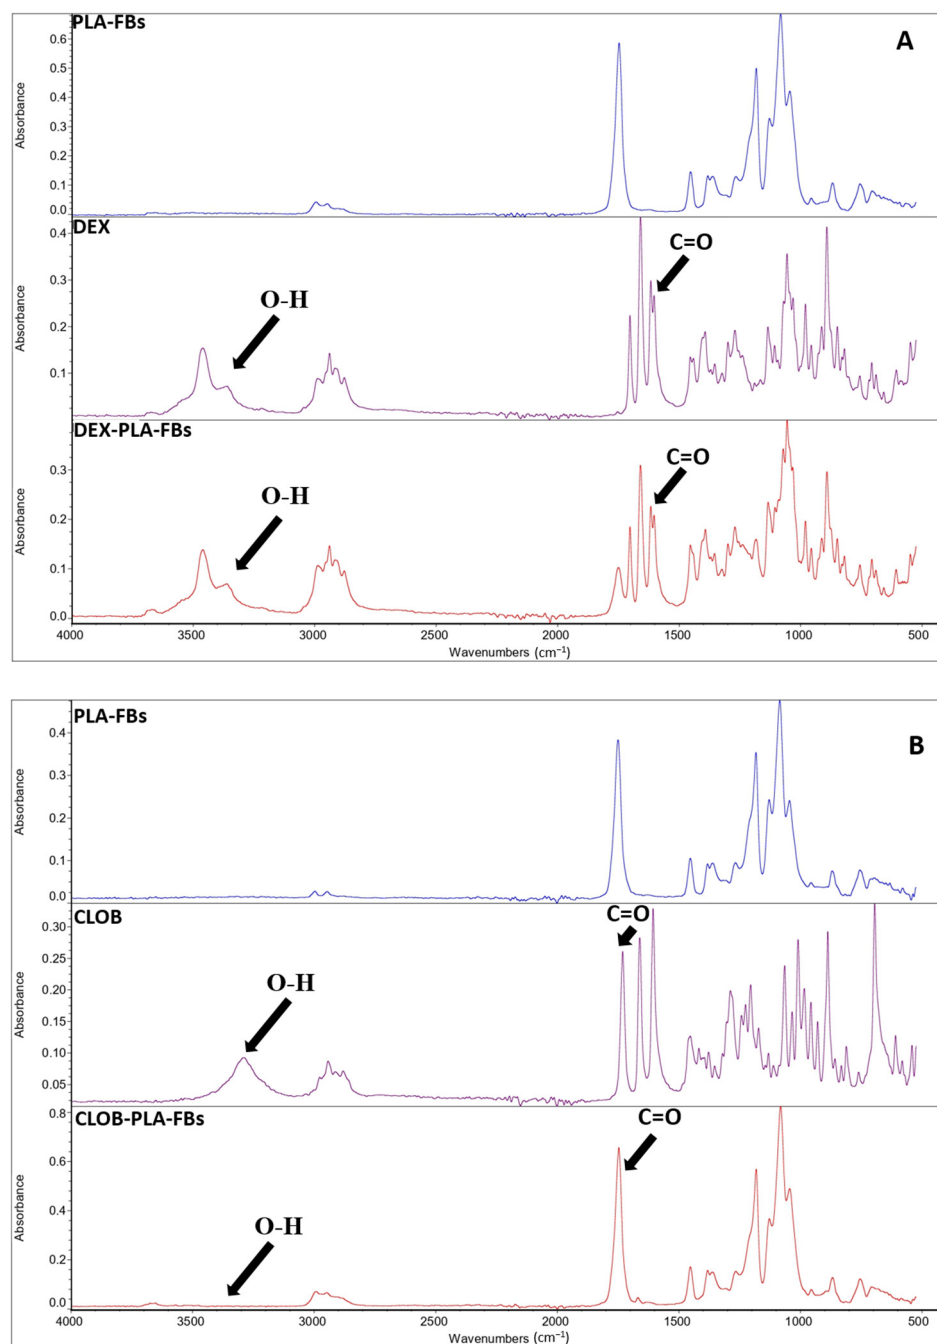 PLA-FBs
A
0.6
0.5
0.4
0.3
0.2
0.1
0.0
Absorbance
DEX
C=O
O-H
0.4
0.3
0.2
0.1
Absorbance
DEX-PLA-FBs
C=O
O-H
0.3
0.2
0.1
0.0
Absorbance
4000 3500 3000 2500 2000 1500 1000 500
Wavenumbers (cm⁻¹)
PLA-FBs
B
0.4
0.3
0.2
0.1
0.0
Absorbance
CLOB
C=O
O-H
0.30
0.25
0.20
0.15
0.10
0.05
Absorbance
0.8
CLOB-PLA-FBs
C=O
O-H
0.6
0.4
0.2
0.0
Absorbance
4000 3500 3000 2500 2000 1500 1000 500
Wavenumbers (cm⁻¹)